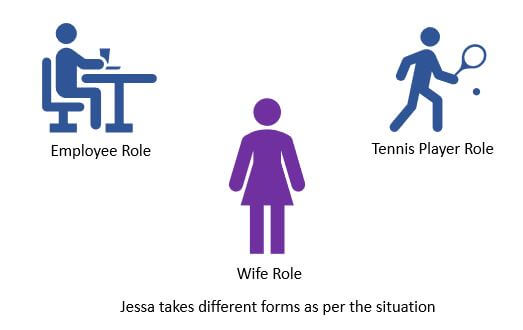 Employee Role
Tennis Player Role
Wife Role
Jessa takes different forms as per the situation